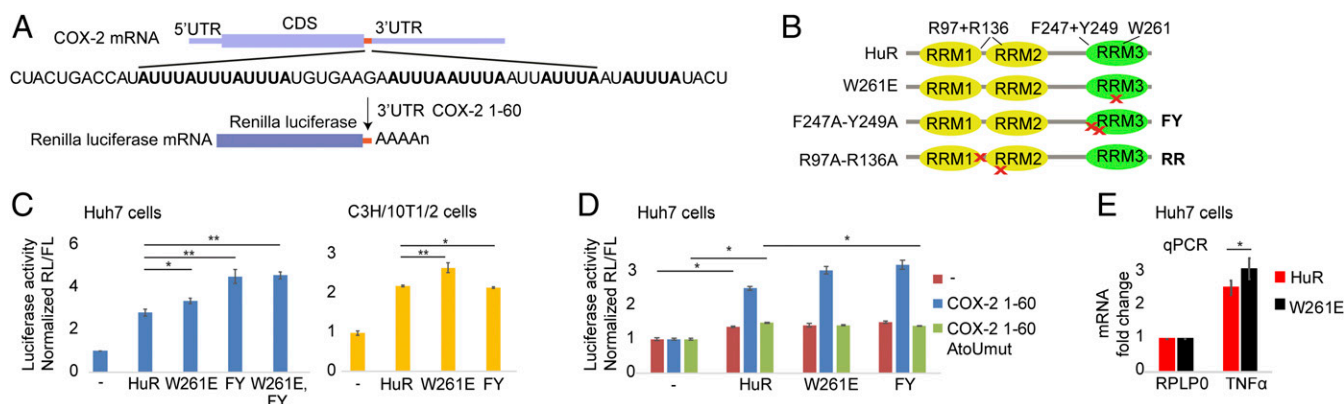 A
5'UTR CDS 3'UTR
COX-2 mRNA
CUACUGACCAUAUUUAUUUAUUUAUGUGAAGAAUUUAAUUUAAUUAUUUAUAUUUAUACU
3'UTR COX-2 1-60
Renilla luciferase
Renilla luciferase mRNA AAAAn
B
R97+R136 F247+Y249 W261
HuR RRM1 RRM2 RRM3
W261E RRM1 RRM2 RRM3
F247A-Y249A RRM1 RRM2 RRM3 FY
R97A-R136A RRM1 RRM2 RRM3 RR
C
Huh7 cells
Luciferase activity
Normalized RL/FL
6
4
2
0
** 
**
*
- HuR W261E FY W261E,
FY
C3H/10T1/2 cells
3
2
1
0
*
**
- HuR W261E FY
D
Huh7 cells
Luciferase activity
Normalized RL/FL
3
2
1
0
* * *
- HuR W261E FY
-
COX-2 1-60
COX-2 1-60
AtoUmut
E
Huh7 cells
qPCR
*
mRNA
fold change
3
2
1
0
RPLP0 TNFα
HuR
W261E